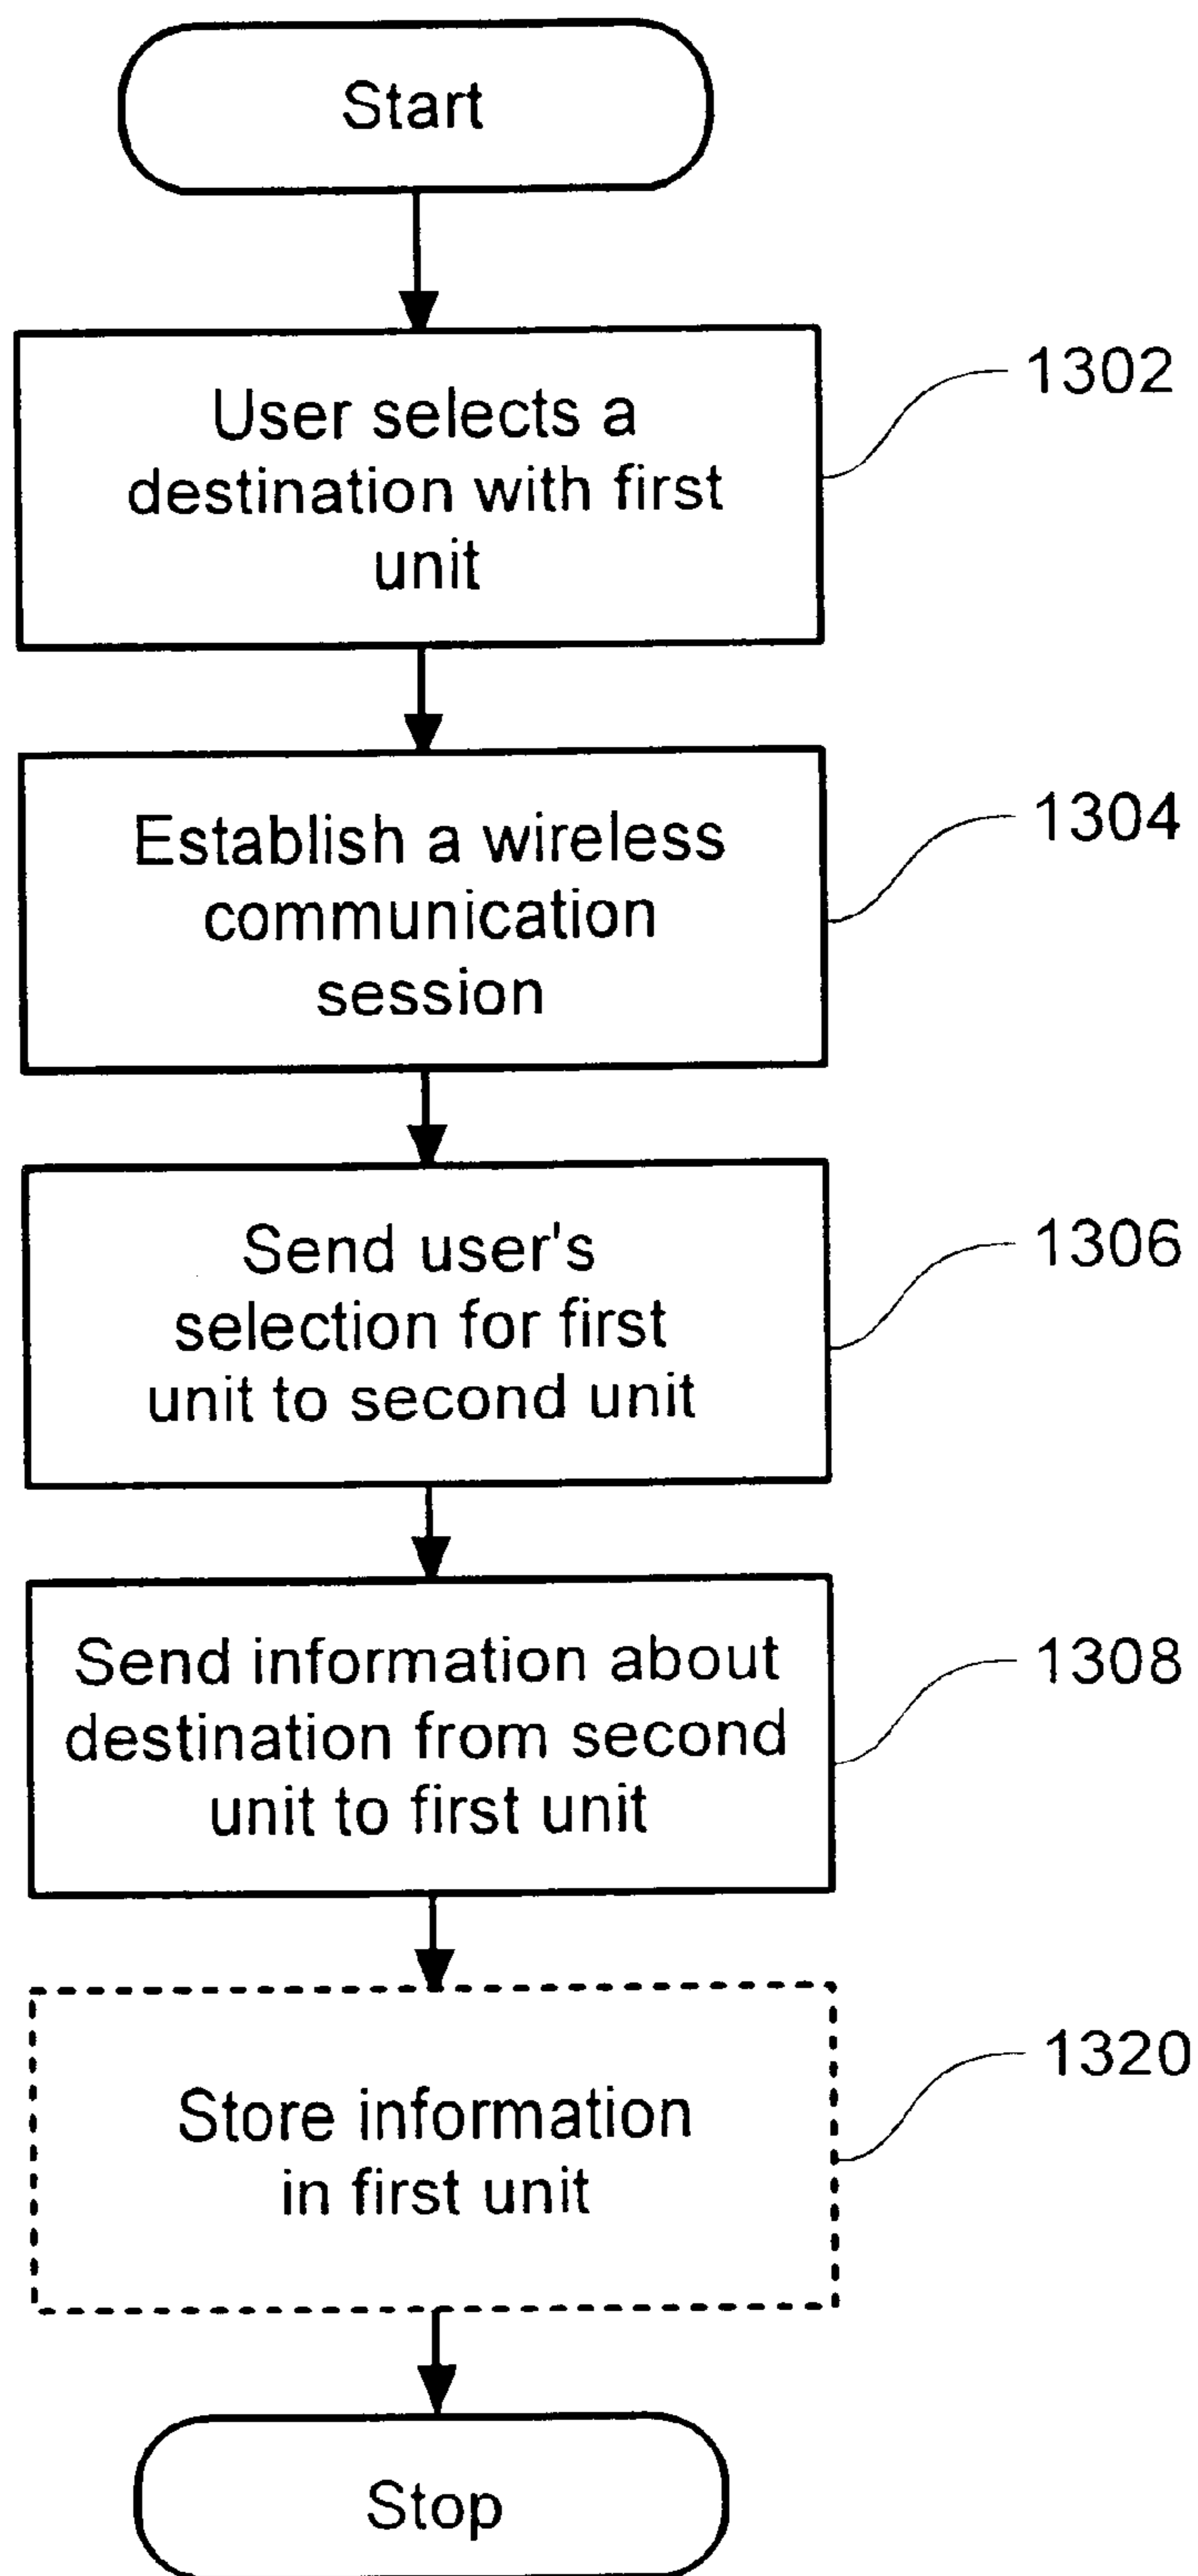 Start
User selects a
destination with first
unit
1302
Establish a wireless
communication
session
1304
Send user's
selection for first
unit to second unit
1306
Send information about
destination from second
unit to first unit
1308
Store information
in first unit
1320
Stop